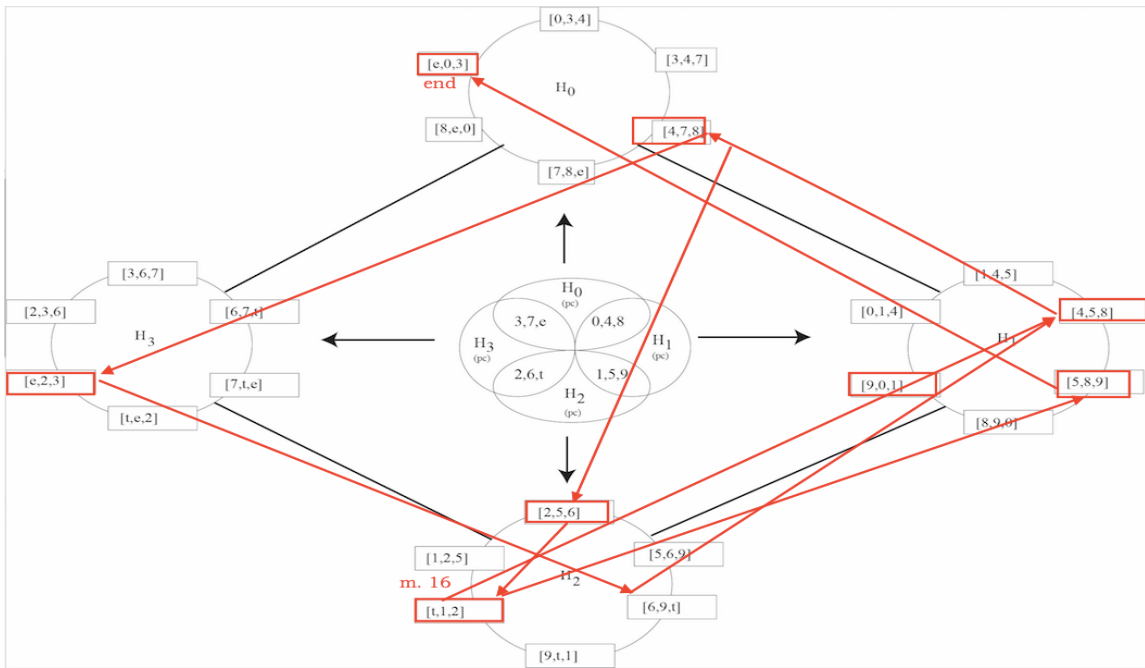 [0,3,4]
[e,0,3]
end
[3,4,7]
H0
[8,e,0]
[4,7,8]
[7,8,e]
[3,6,7]
[2,3,6]
[6,7,t]
H3
[e,2,3]
[7,t,e]
[t,e,2]
H0
(pc)
3,7,e
0,4,8
H3
(pc)
H1
(pc)
2,6,t
1,5,9
H2
(pc)
[1,4,5]
[0,1,4]
[4,5,8]
H1
[9,0,1]
[5,8,9]
[8,9,0]
[2,5,6]
[1,2,5]
[5,6,9]
m. 16
H2
[t,1,2]
[6,9,t]
[9,t,1]